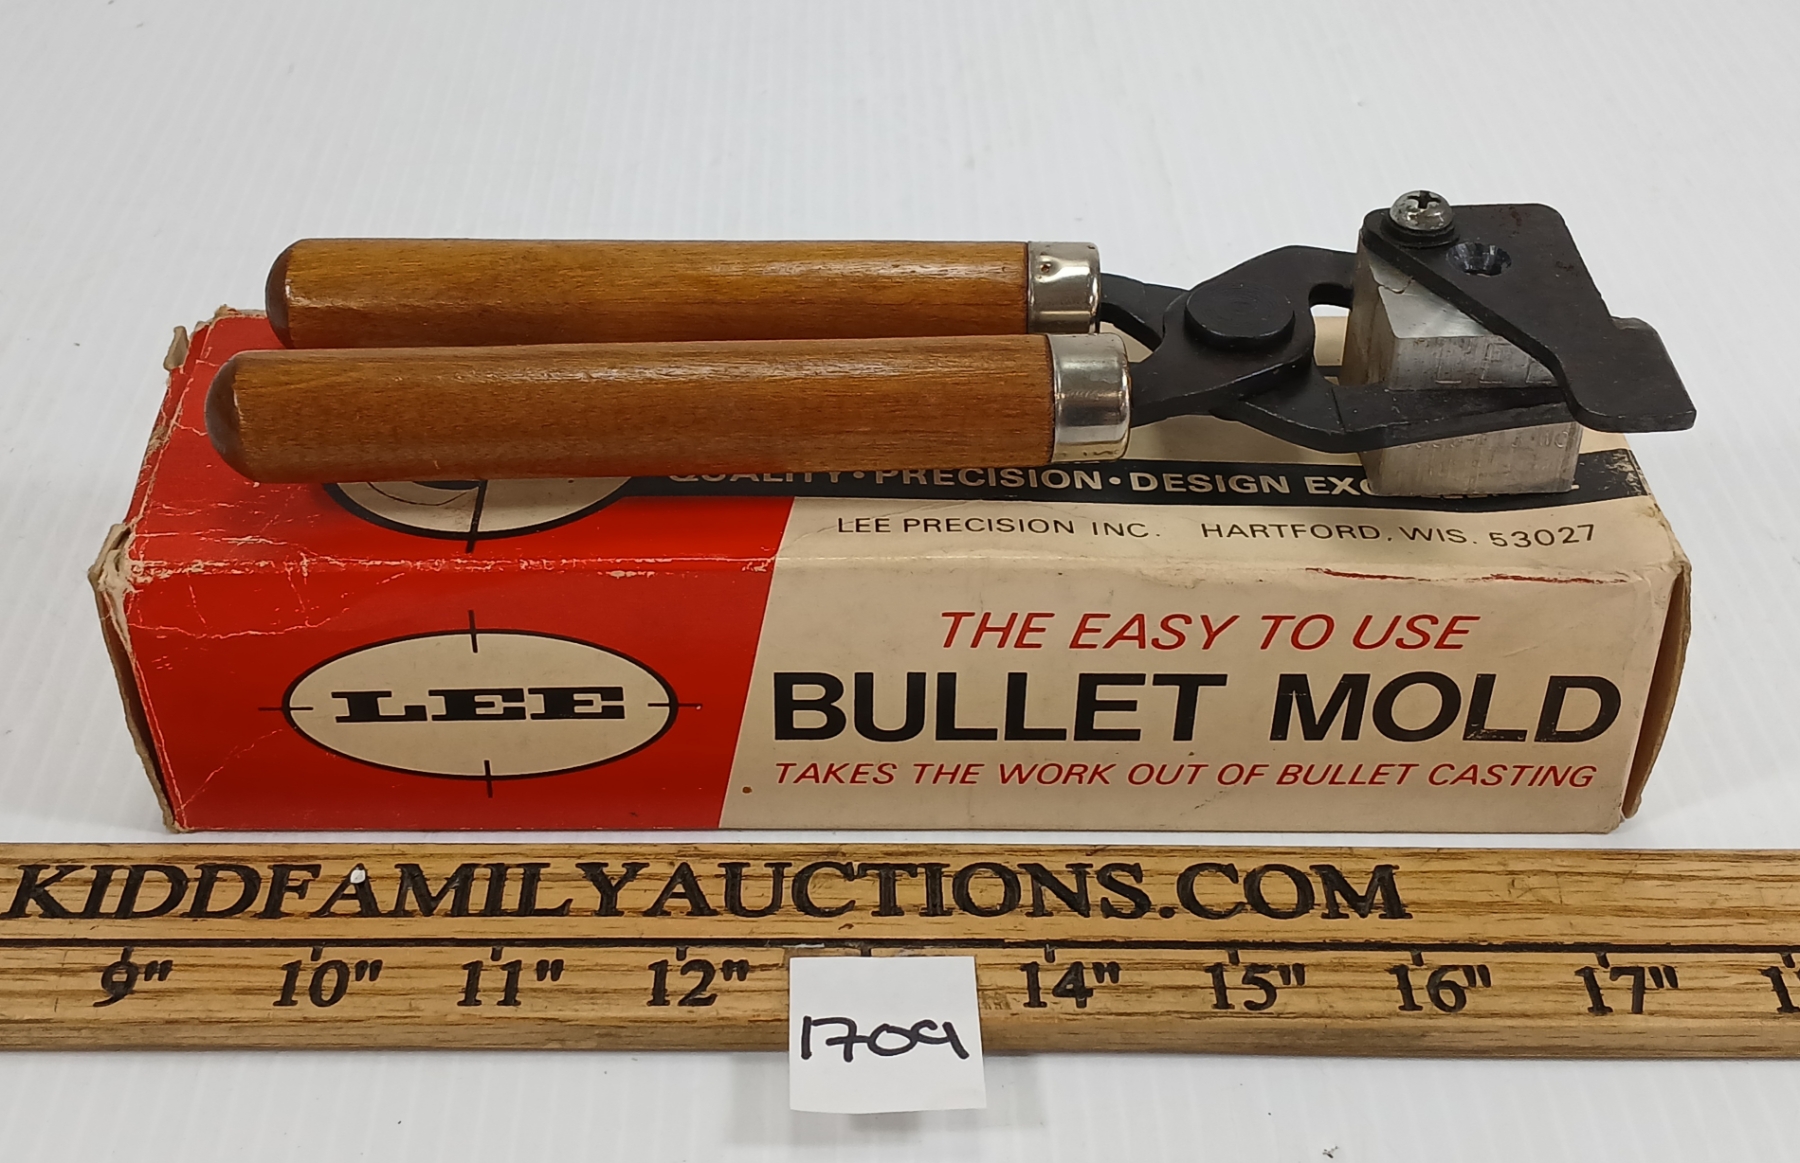 QUALITY • PRECISION • DESIGN
LEE PRECISION INC. HARTFORD, WIS. 53027
LEE
THE EASY TO USE
BULLET MOLD
TAKES THE WORK OUT OF BULLET CASTING
KIDDFAMILYAUCTIONS.COM
9" 10" 11" 12" 14" 15" 16" 17"
1709